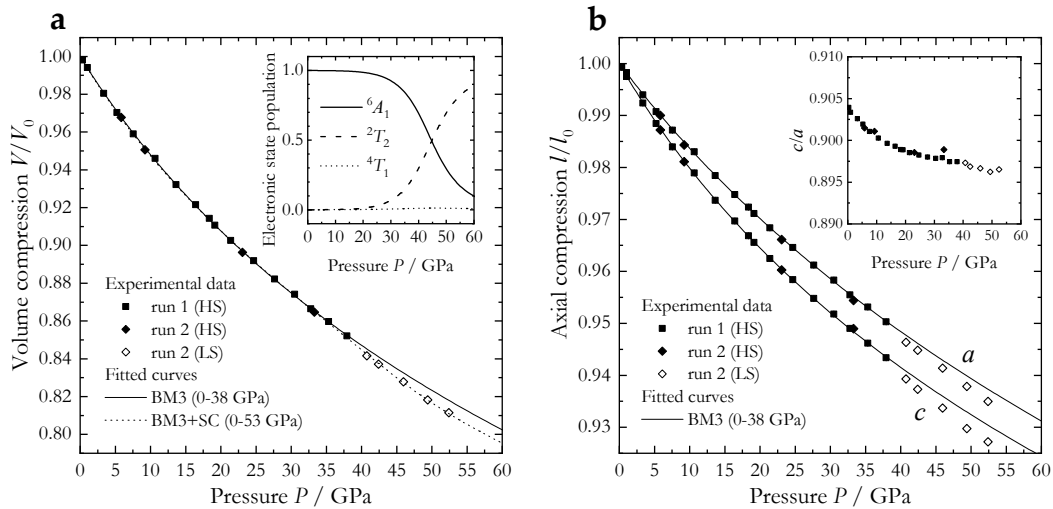 a
Volume compression V/V₀
1.00
0.98
0.96
0.94
0.92
0.90
0.88
0.86
0.84
0.82
0.80
0 5 10 15 20 25 30 35 40 45 50 55 60
Pressure P / GPa
Experimental data
run 1 (HS)
run 2 (HS)
run 2 (LS)
Fitted curves
BM3 (0-38 GPa)
BM3+SC (0-53 GPa)
Electronic state population
1.0
0.5
0.0
⁶A₁
²T₂
⁴T₁
0 10 20 30 40 50 60
Pressure P / GPa
b
Axial compression l/l₀
1.00
0.99
0.98
0.97
0.96
0.95
0.94
0.93
0 5 10 15 20 25 30 35 40 45 50 55 60
Pressure P / GPa
Experimental data
run 1 (HS)
run 2 (HS)
run 2 (LS)
Fitted curves
BM3 (0-38 GPa)
a
c
c/a
0.910
0.905
0.900
0.895
0.890
0 10 20 30 40 50 60
Pressure P / GPa